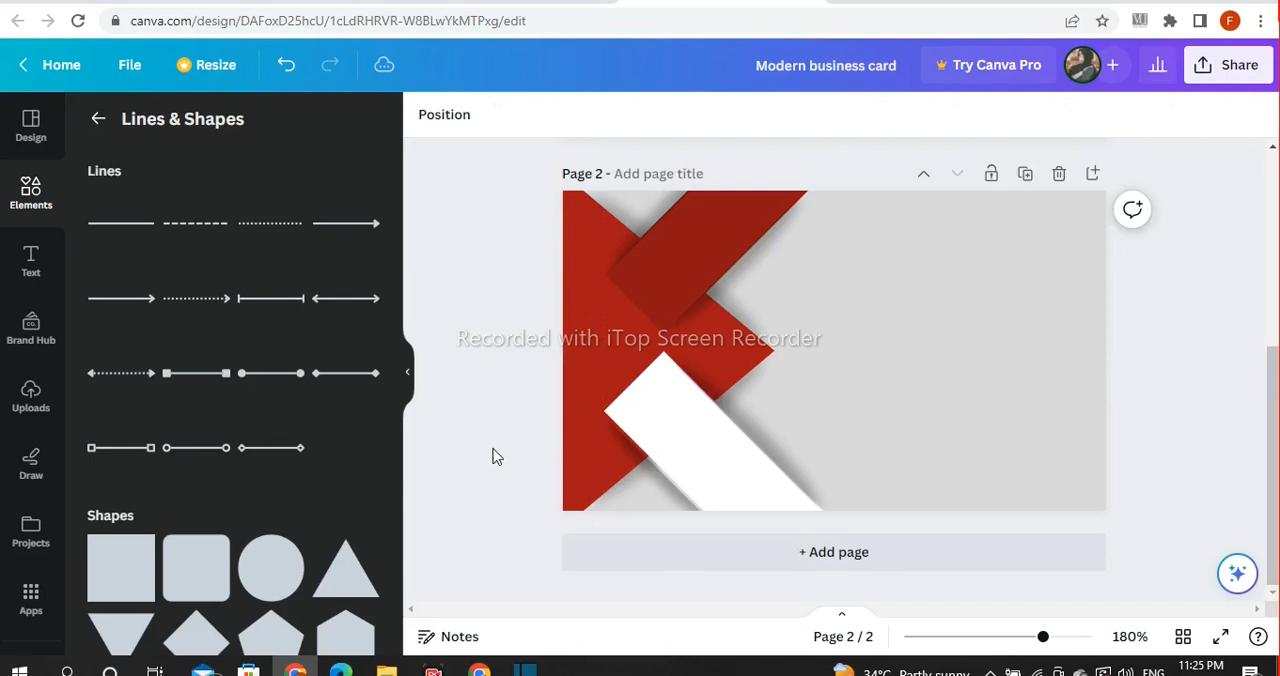 canva.com/design/DAFoxD25hcU/1cLdRHRVR-W8BLwYkMTPxg/edit
F
Home
File
Resize
Modern business card
Try Canva Pro
+
Share
Design
Elements
Text
Brand Hub
CO.
Uploads
Draw
Projects
Apps
Lines & Shapes
Lines
Shapes
Position
Page 2 - Add page title
Recorded with iTop Screen Recorder
+ Add page
Notes
Page 2 / 2
180%
34°C Partly sunny
ENG
11:25 PM